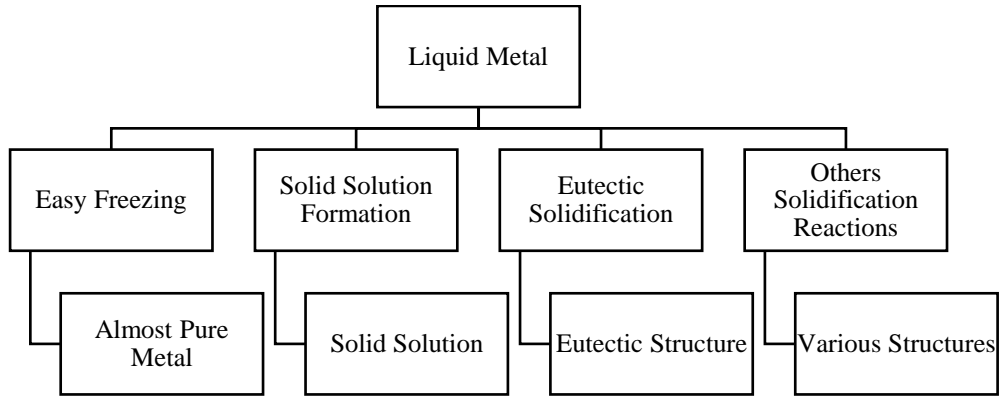 Liquid Metal
Easy Freezing
Solid Solution
Formation
Eutectic
Solidification
Others
Solidification
Reactions
Almost Pure
Metal
Solid Solution
Eutectic Structure
Various Structures